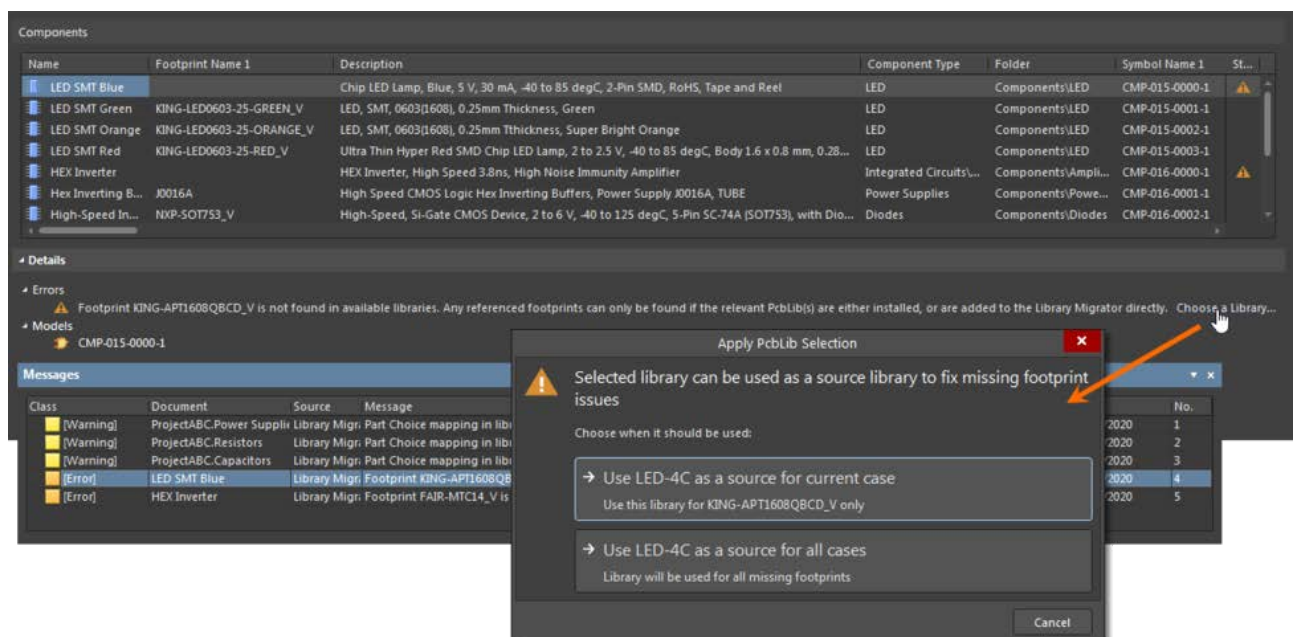 Components
Name Footprint Name 1 Description Component Type Folder Symbol Name 1 St...
LED SMT Blue Chip LED Lamp, Blue, 5 V, 30 mA, -40 to 85 degC, 2-Pin SMD, RoHS, Tape and Reel LED Components\LED CMP-015-0000-1
LED SMT Green KING-LED0603-25-GREEN_V LED, SMT, 0603(1608), 0.25mm Thickness, Green LED Components\LED CMP-015-0001-1
LED SMT Orange KING-LED0603-25-ORANGE_V LED, SMT, 0603(1608), 0.25mm Tthickness, Super Bright Orange LED Components\LED CMP-015-0002-1
LED SMT Red KING-LED0603-25-RED_V Ultra Thin Hyper Red SMD Chip LED Lamp, 2 to 2.5 V, -40 to 85 degC, Body 1.6 x 0.8 mm, 0.28... LED Components\LED CMP-015-0003-1
HEX Inverter HEX Inverter, High Speed 3.8ns, High Noise Immunity Amplifier Integrated Circuits\... Components\Ampli... CMP-016-0000-1
Hex Inverting B... J0016A High Speed CMOS Logic Hex Inverting Buffers, Power Supply J0016A, TUBE Power Supplies Components\Powe... CMP-016-0001-1
High-Speed In... NXP-SOT753_V High-Speed, Si-Gate CMOS Device, 2 to 6 V, -40 to 125 degC, 5-Pin SC-74A (SOT753), with Dio... Diodes Components\Diodes CMP-016-0002-1
Details
Errors
Footprint KING-APT1608QBCD_V is not found in available libraries. Any referenced footprints can only be found if the relevant PcbLib(s) are either installed, or are added to the Library Migrator directly. Choose a Library...
Models
CMP-015-0000-1
Apply PcbLib Selection
Selected library can be used as a source library to fix missing footprint
issues
Choose when it should be used:
Use LED-4C as a source for current case
Use this library for KING-APT1608QBCD_V only
Use LED-4C as a source for all cases
Library will be used for all missing footprints
Cancel
Messages
Class Document Source Message No.
[Warning] ProjectABC.Power Supplie Library Migr Part Choice mapping in lib /2020 1
[Warning] ProjectABC.Resistors Library Migr Part Choice mapping in lib /2020 2
[Warning] ProjectABC.Capacitors Library Migr Part Choice mapping in lib /2020 3
[Error] LED SMT Blue Library Migr Footprint KING-APT1608QB /2020 4
[Error] HEX Inverter Library Migr Footprint FAIR-MTC14_V is /2020 5